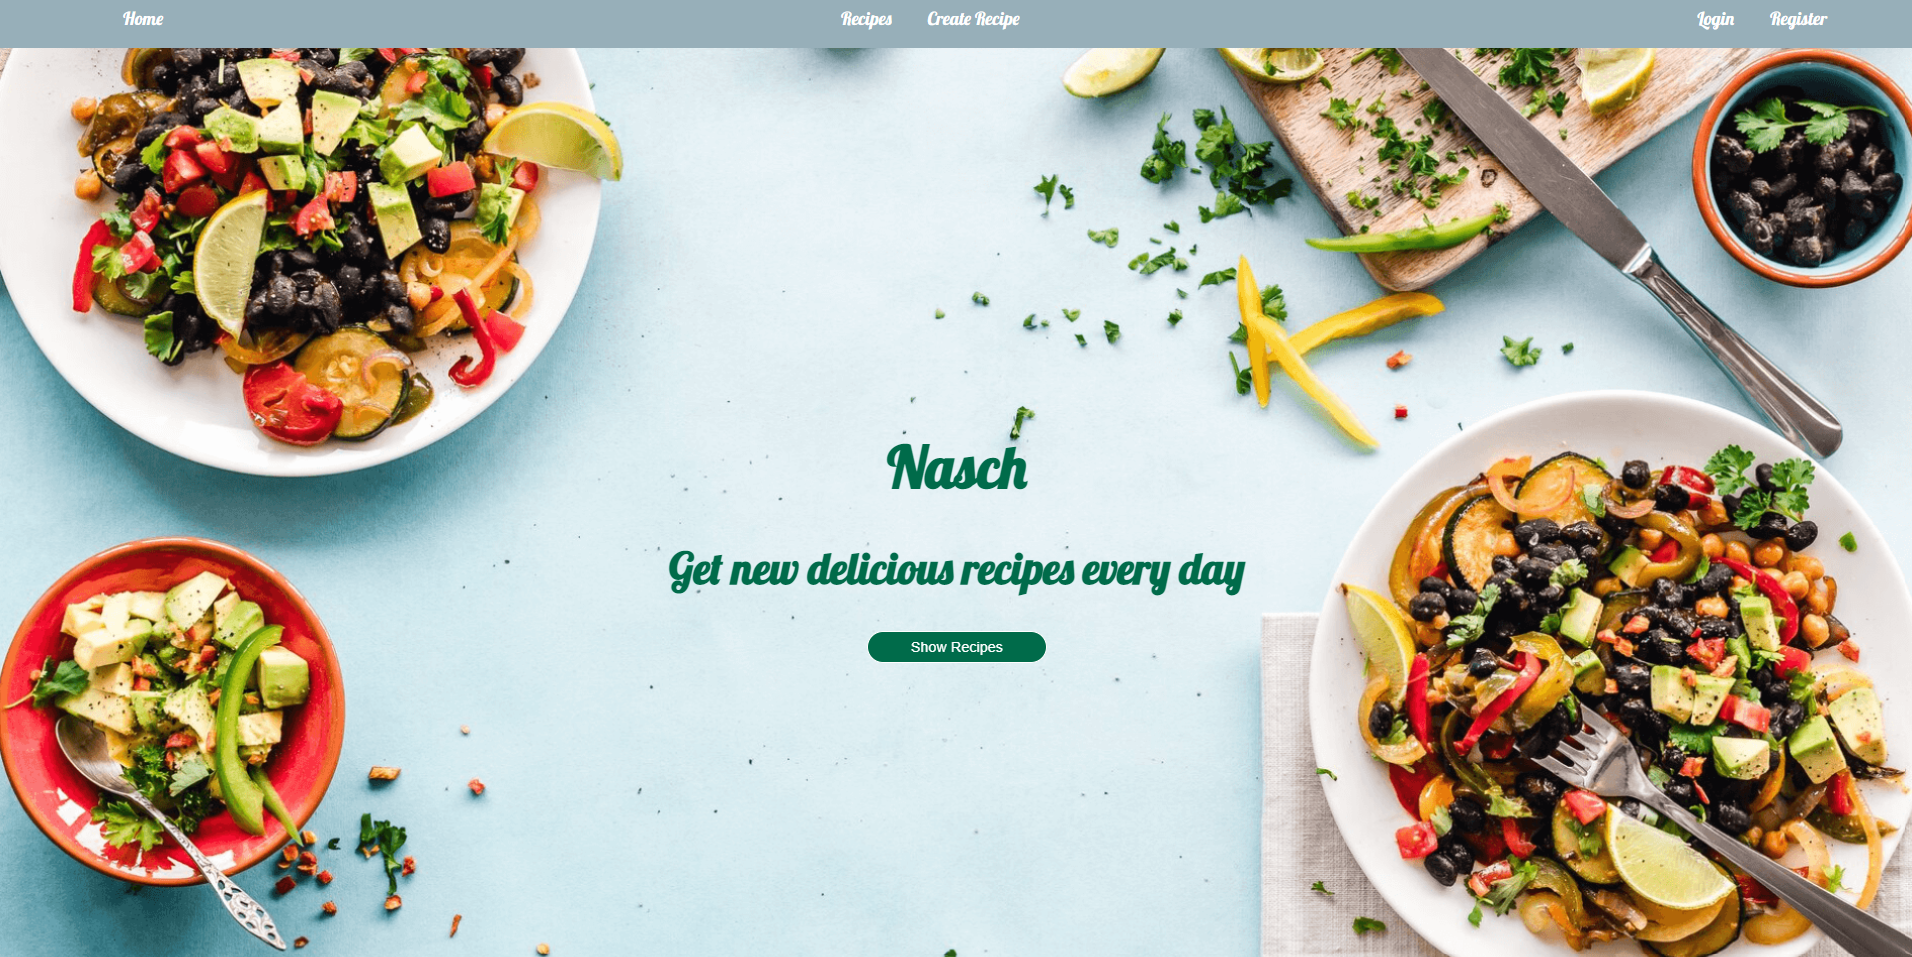 Home Recipes Create Recipe Login Register
Nasch
Get new delicious recipes every day
Show Recipes